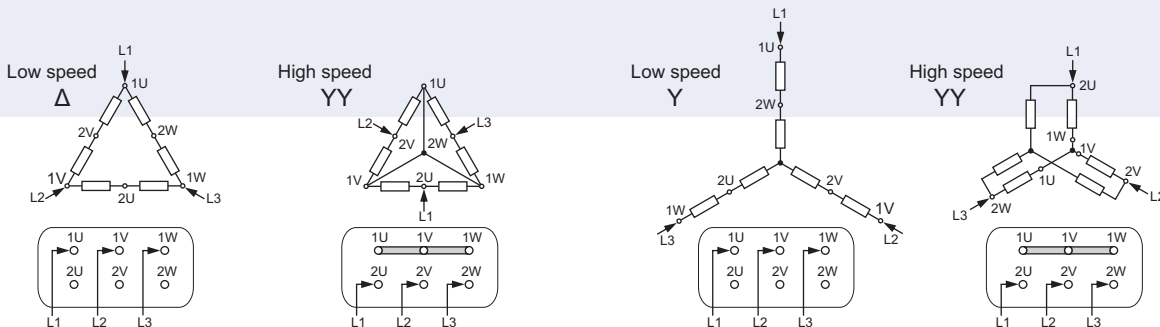 Low speed
Δ
L1
1U
2V
2W
1V
1W
L2
2U
L3
1U 1V 1W
2U 2V 2W
L1 L2 L3
High speed
YY
1U
L2
L3
2V
2W
1V
2U
1W
L1
1U 1V 1W
2U 2V 2W
L1 L2 L3
Low speed
Y
L1
1U
2W
2U
2V
1W
1V
L3
L2
1U 1V 1W
2U 2V 2W
L1 L2 L3
High speed
YY
L1
2U
1W
1V
2V
1U
L2
L3
2W
1U 1V 1W
2U 2V 2W
L1 L2 L3